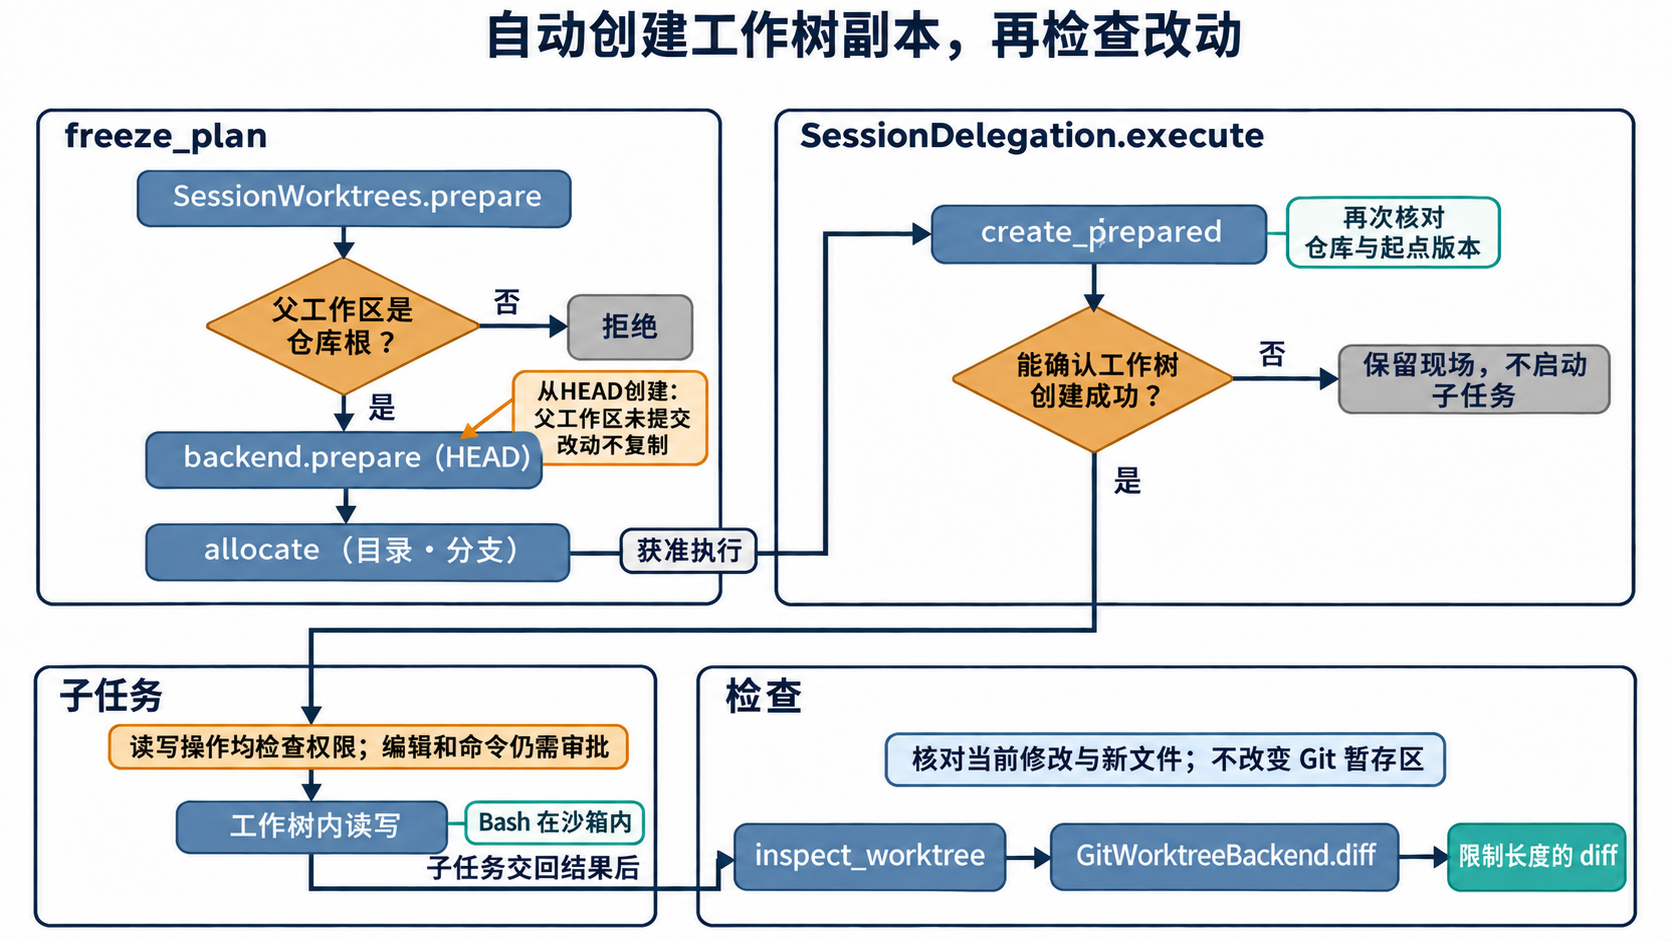 自动创建工作树副本，再检查改动
freeze_plan
SessionWorktrees.prepare
父工作区是
仓库根？
否
拒绝
是
从HEAD创建：
父工作区未提交
改动不复制
backend.prepare（HEAD）
allocate（目录・分支）
获准执行
SessionDelegation.execute
create_prepared
再次核对
仓库与起点版本
能确认工作树
创建成功？
否
保留现场，不启动
子任务
是
子任务
读写操作均检查权限；编辑和命令仍需审批
工作树内读写
Bash 在沙箱内
子任务交回结果后
检查
核对当前修改与新文件；不改变 Git 暂存区
inspect_worktree
GitWorktreeBackend.diff
限制长度的 diff